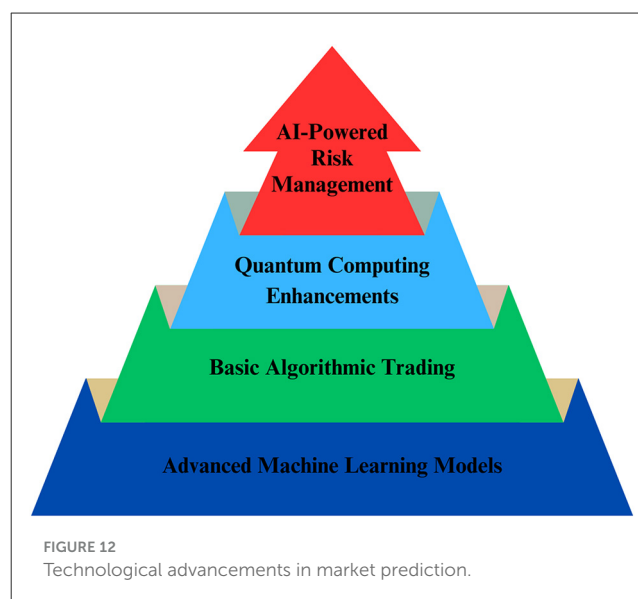 AI-Powered
Risk
Management
Quantum Computing
Enhancements
Basic Algorithmic Trading
Advanced Machine Learning Models
FIGURE 12
Technological advancements in market prediction.